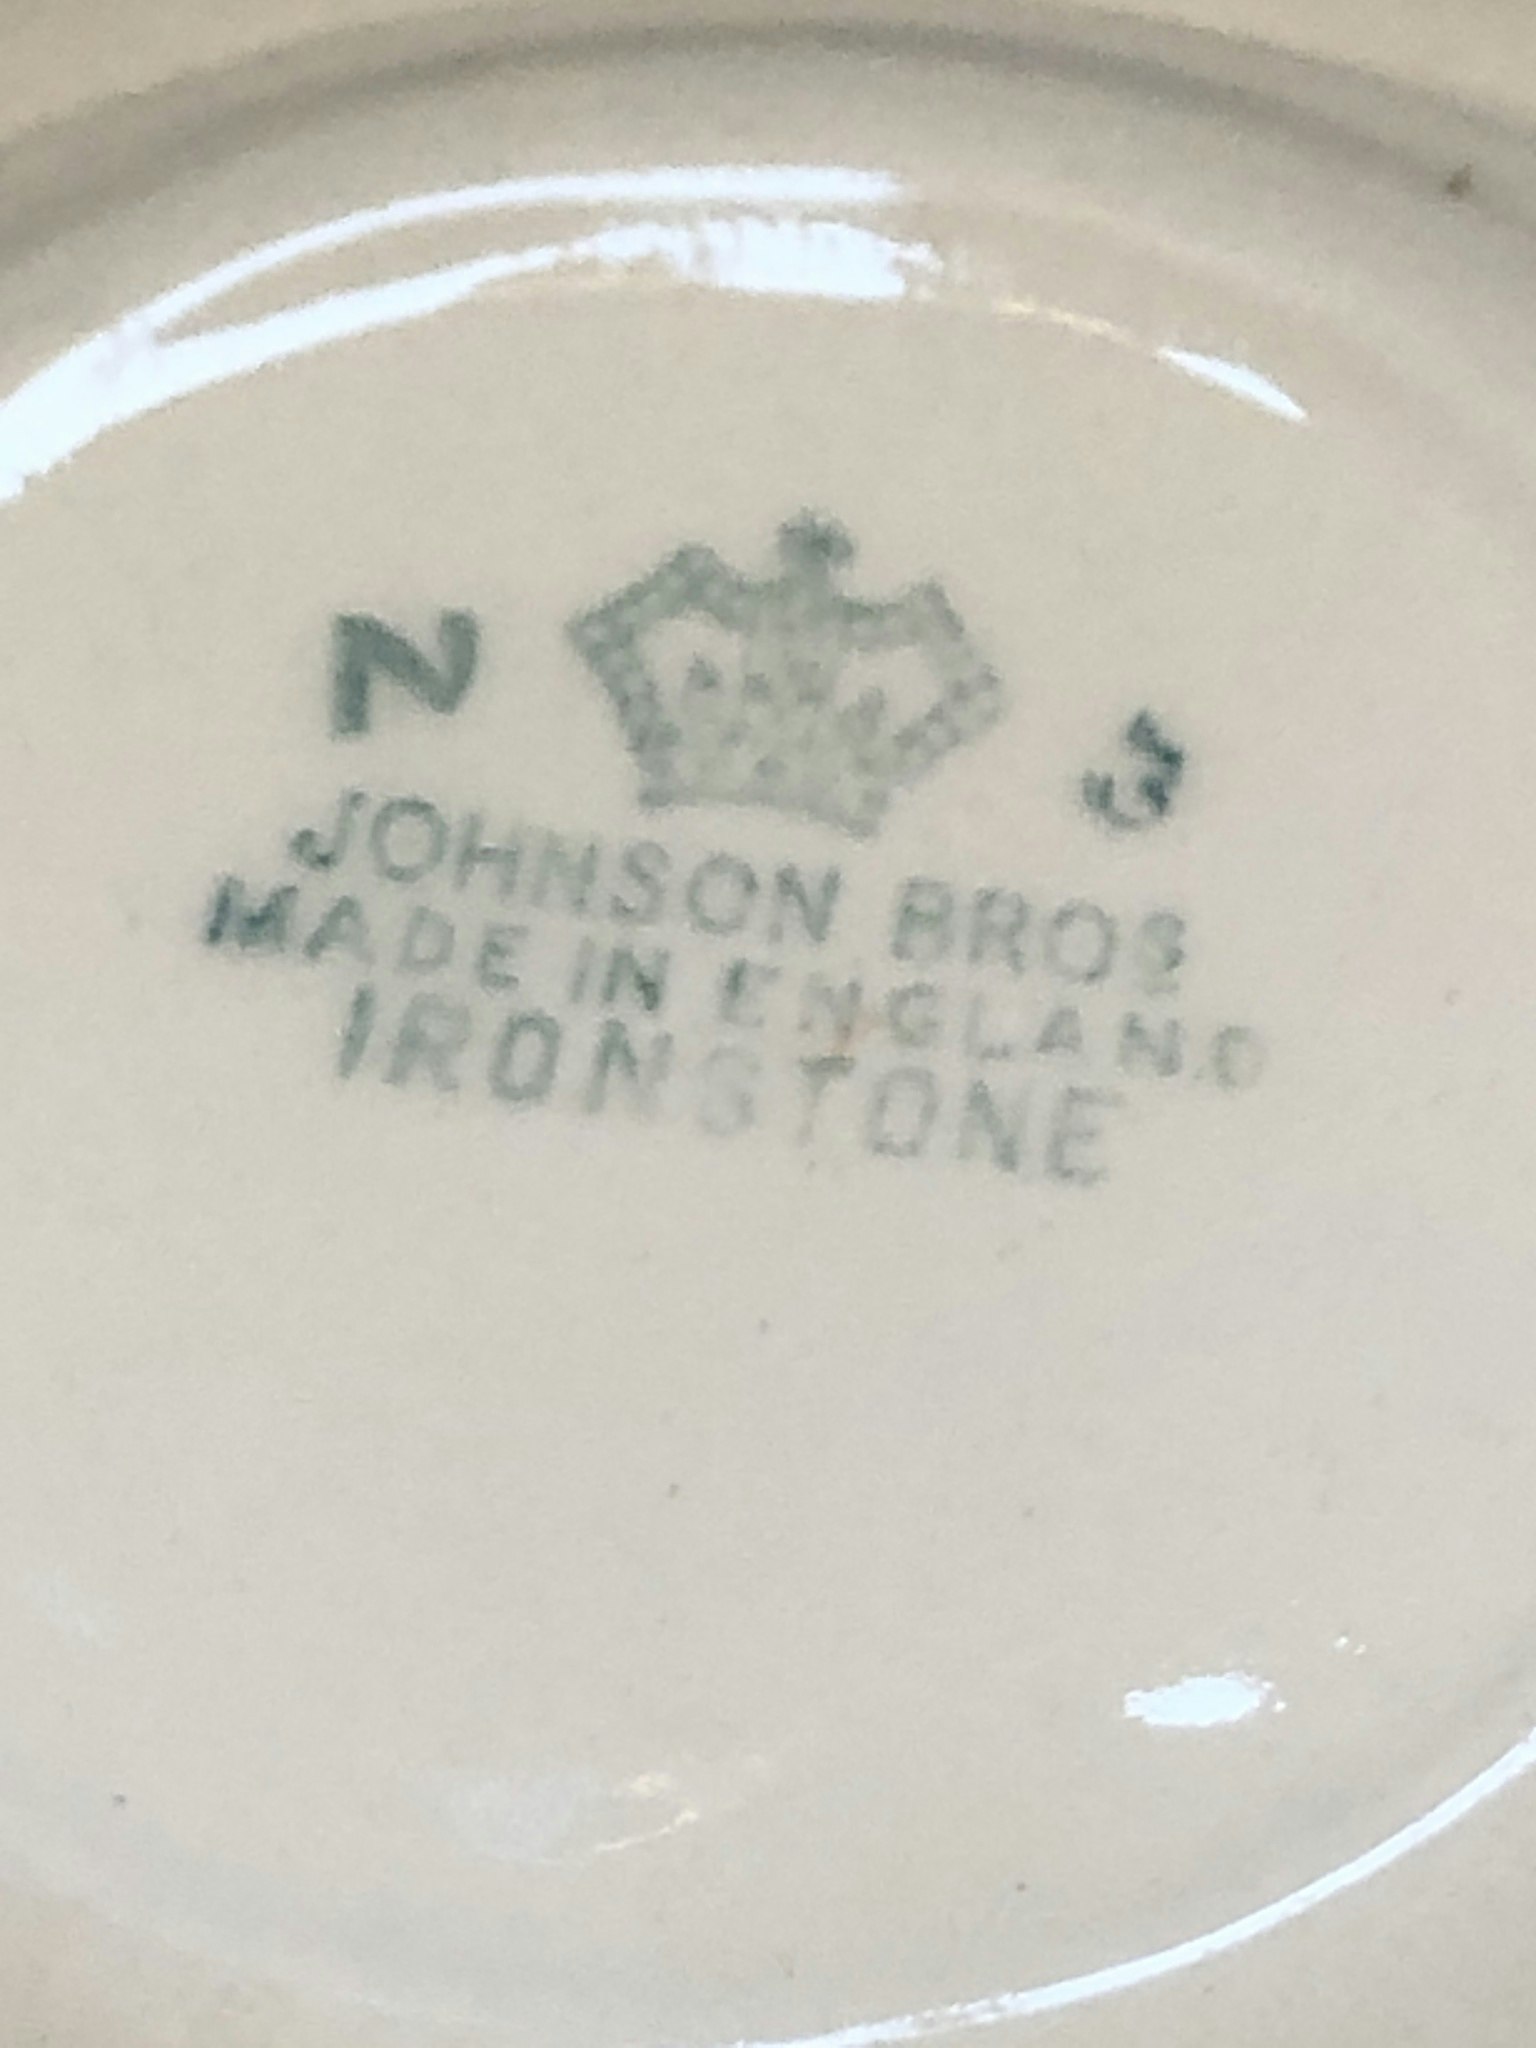 N 3
JOHNSON BROS
MADE IN ENGLAND
IRONSTONE